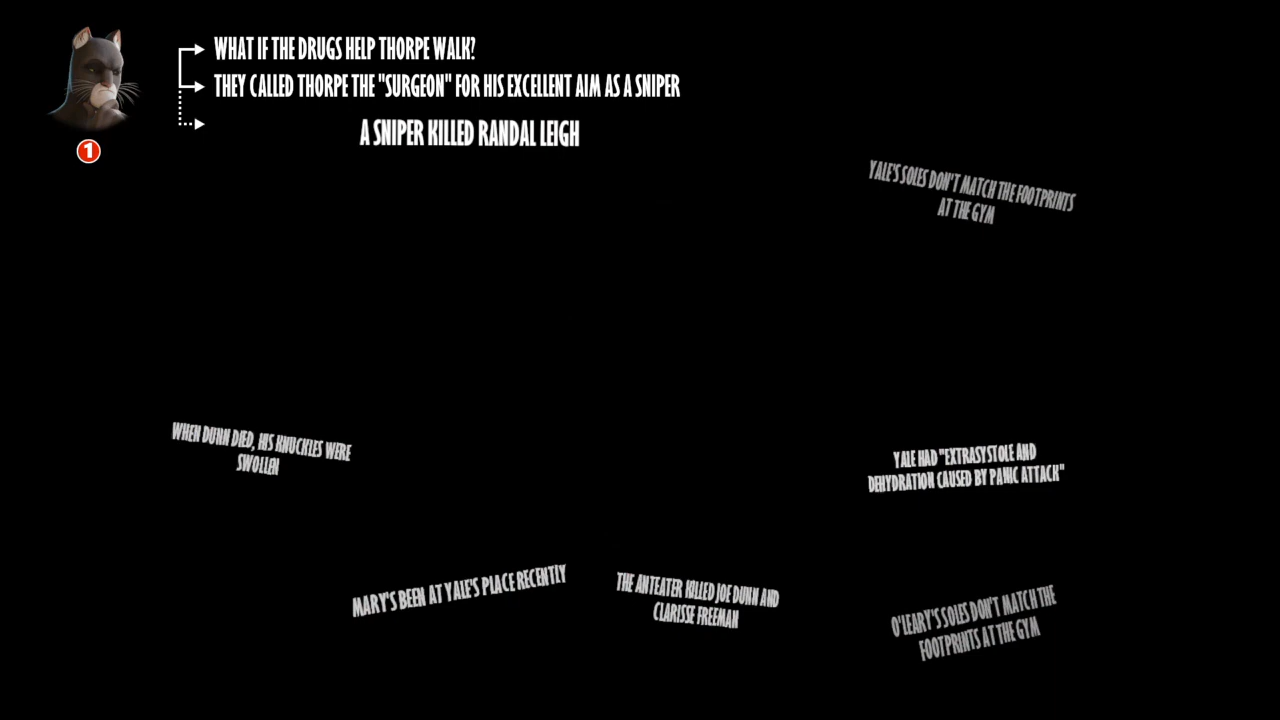 WHAT IF THE DRUGS HELP THORPE WALK?
THEY CALLED THORPE THE "SURGEON" FOR HIS EXCELLENT AIM AS A SNIPER
A SNIPER KILLED RANDAL LEIGH
1
YALE'S SOLES DON'T MATCH THE FOOTPRINTS
AT THE GYM
WHEN DUNN DIED, HIS KNUCKLES WERE
SWOLLEN
YALE HAD "EXTRASYSTOLE AND
DEHYDRATION CAUSED BY PANIC ATTACK"
MARY'S BEEN AT YALE'S PLACE RECENTLY
THE ANTEATER KILLED JOE DUNN AND
CLARISSE FREEMAN
O'LEARY'S SOLES DON'T MATCH THE
FOOTPRINTS AT THE GYM